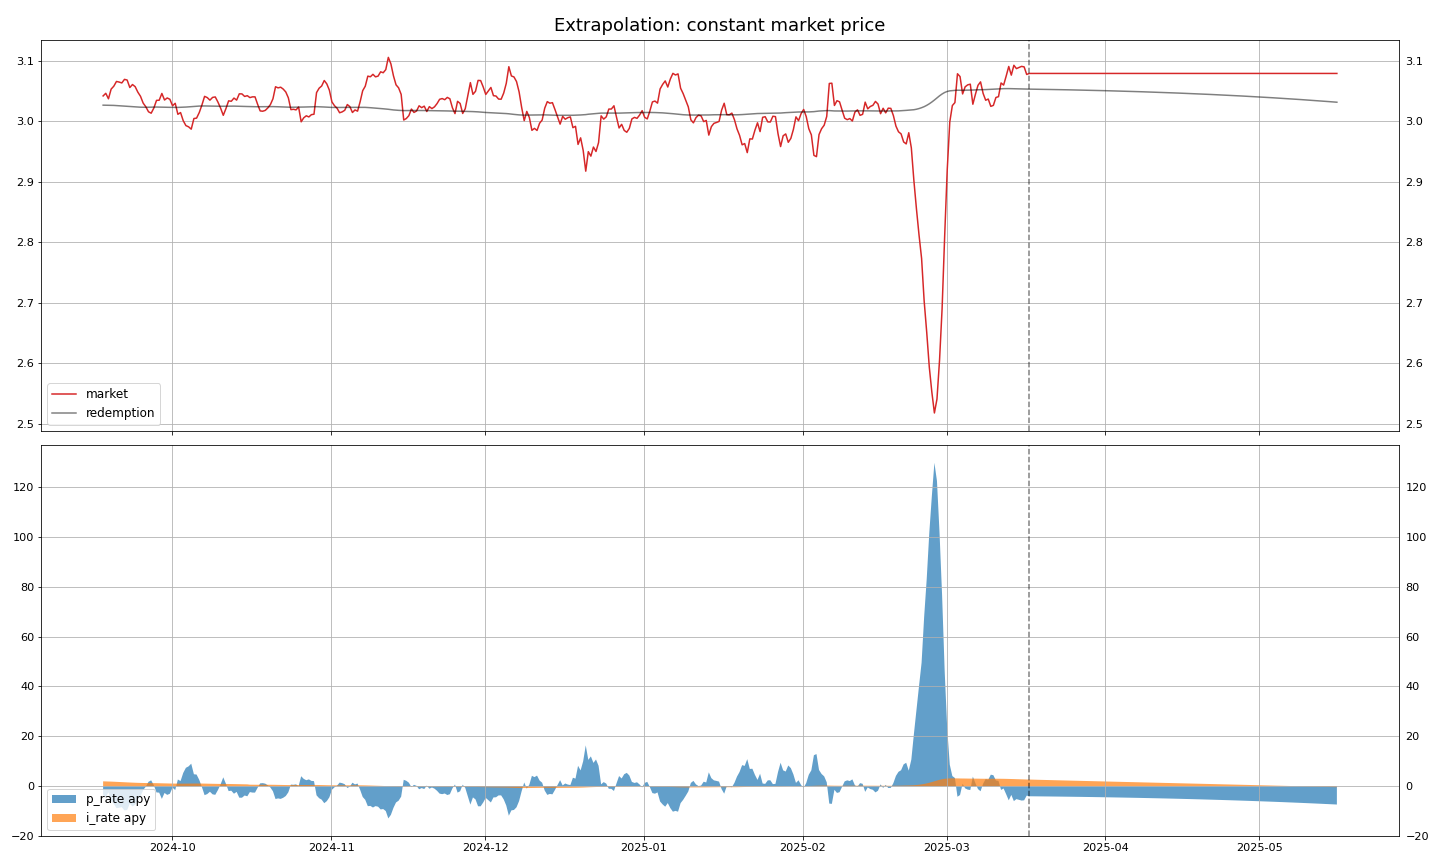 Extrapolation: constant market price
3.1 3.1
3.0 3.0
2.9 2.9
2.8 2.8
2.7 2.7
2.6 2.6
2.5 2.5
market
redemption
120 120
100 100
80 80
60 60
40 40
20 20
0 0
−20 −20
p_rate apy
i_rate apy
2024-10 2024-11 2024-12 2025-01 2025-02 2025-03 2025-04 2025-05